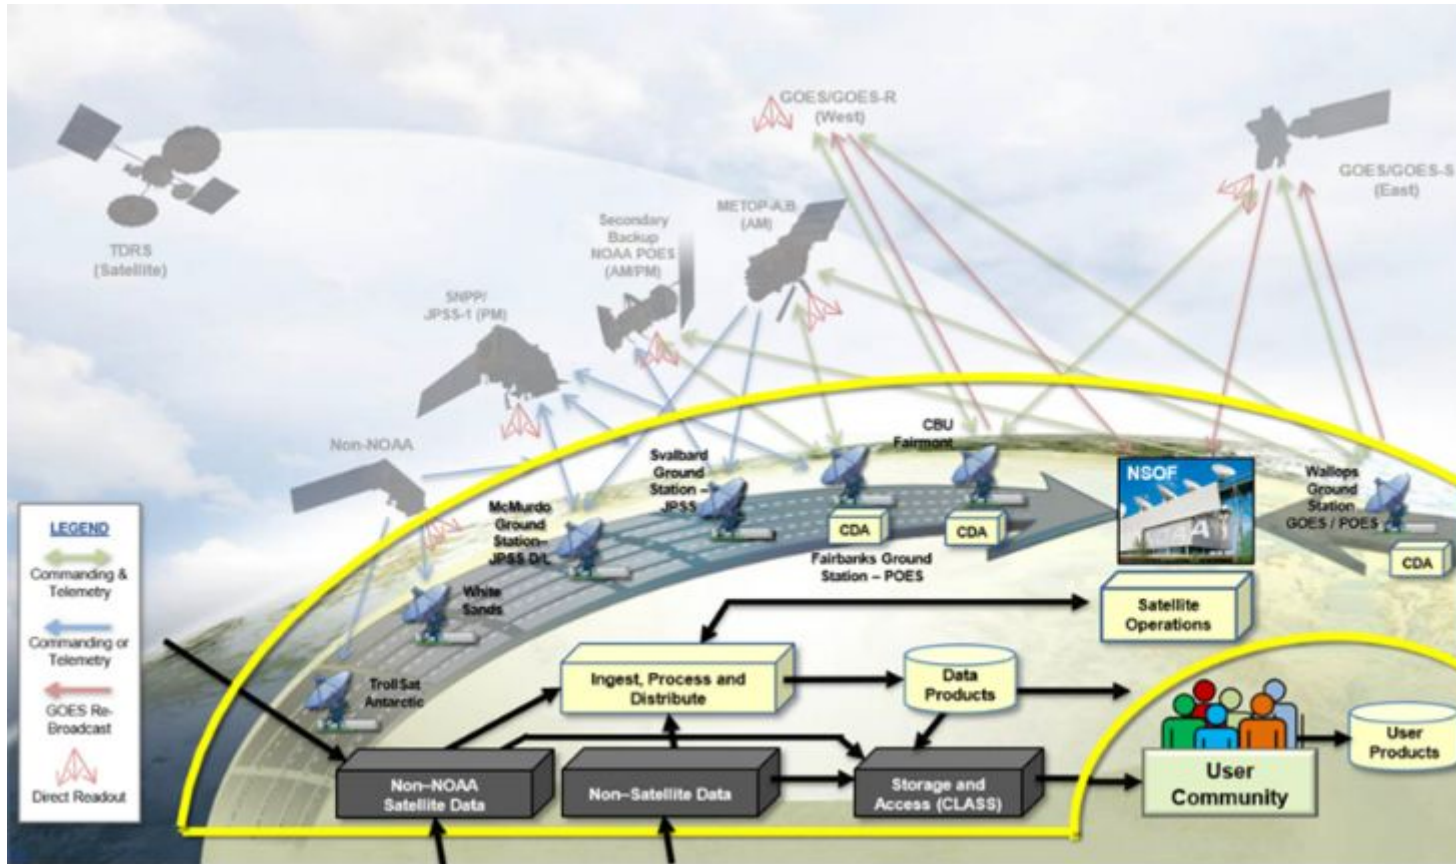 GOES/GOES-R
(West)
GOES/GOES-S
(East)
TDRS
(Satellite)
METOP-A,B
(AM)
Secondary
Backup
NOAA POES
(AM/PM)
SNPP/
JPSS-1 (PM)
Non-NOAA
CBU
Fairmont
Svalbard
Ground
Station –
JPSS
McMurdo
Ground
Station–
JPSS D/L
White
Sands
TrollSat
Antarctic
CDA
CDA
Fairbanks Ground
Station – POES
NSOF
Wallops
Ground
Station
GOES / POES
CDA
LEGEND
Commanding &
Telemetry
Commanding or
Telemetry
GOES Re-
Broadcast
Direct Readout
Satellite
Operations
Ingest, Process and
Distribute
Data
Products
Non–NOAA
Satellite Data
Non–Satellite Data
Storage and
Access (CLASS)
User
Community
User
Products